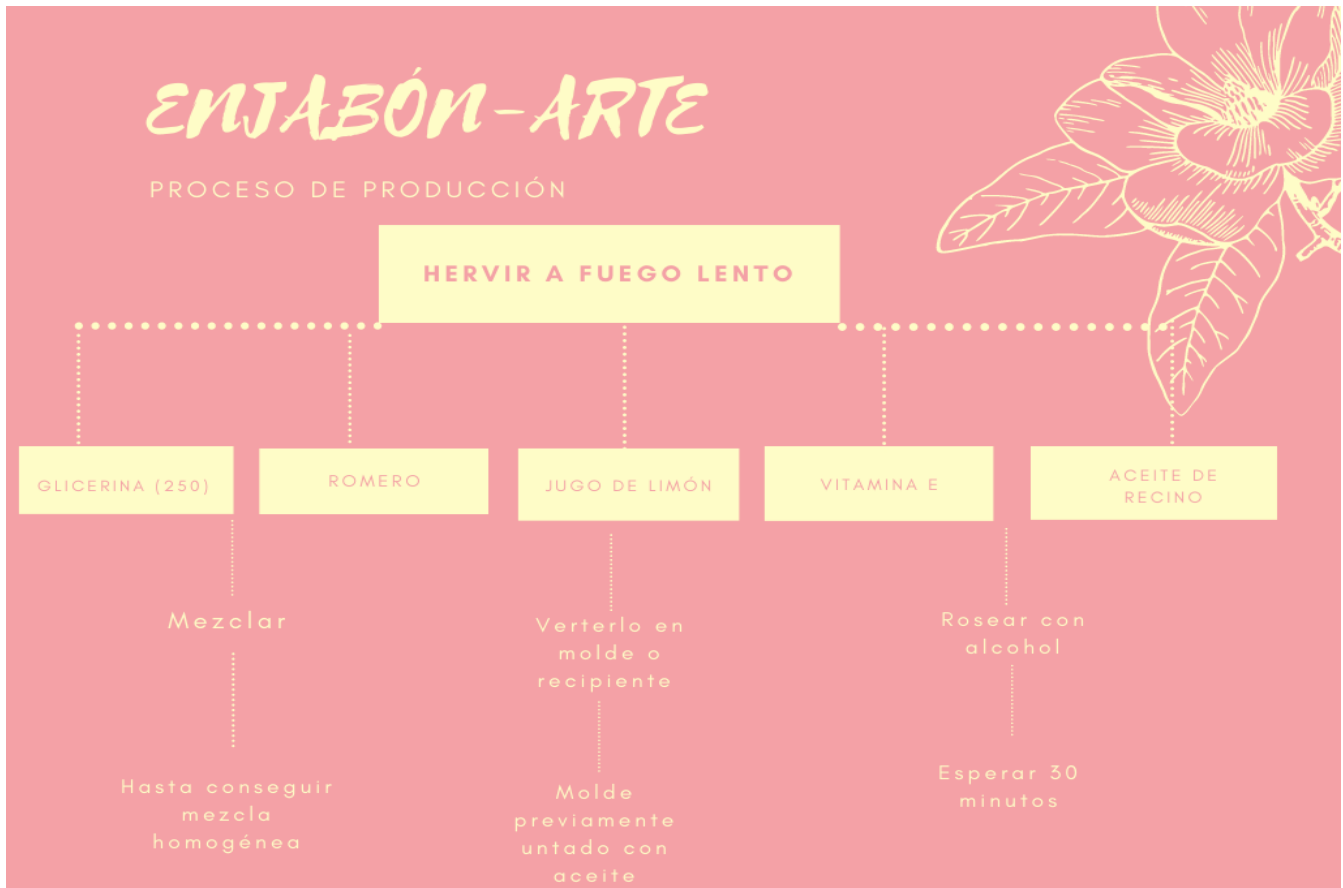 ENJABÓN-ARTE
PROCESO DE PRODUCCIÓN
HERVIR A FUEGO LENTO
GLICERINA (250)
ROMERO
JUGO DE LIMÓN
VITAMINA E
ACEITE DE
RECINO
Mezclar
Hasta conseguir
mezcla
homogénea
Verterlo en
molde o
recipiente
Molde
previamente
untado con
aceite
Rosear con
alcohol
Esperar 30
minutos